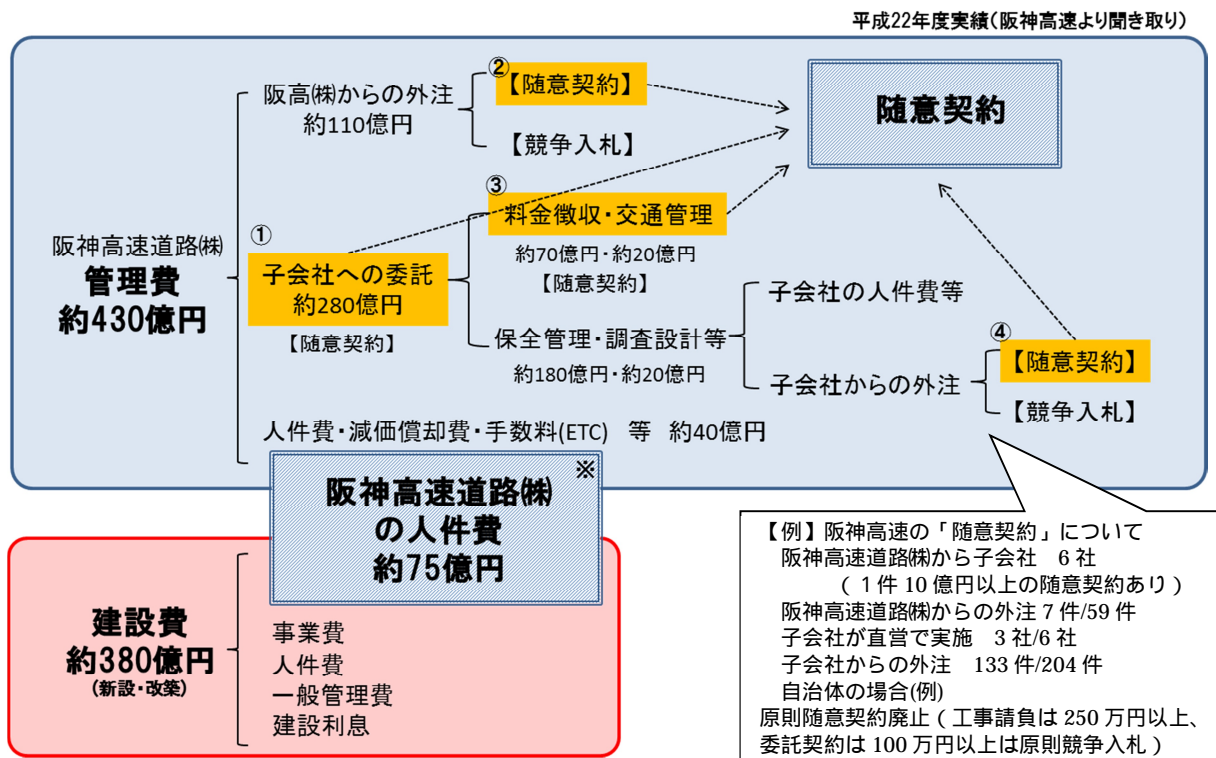 平成22年度実績(阪神高速より聞き取り)
阪神高速道路㈱
管理費
約430億円
阪高(株)からの外注
約110億円
②
【随意契約】
【競争入札】
随意契約
①
子会社への委託
約280億円
【随意契約】
③
料金徴収・交通管理
約70億円・約20億円
【随意契約】
保全管理・調査設計等
約180億円・約20億円
子会社の人件費等
子会社からの外注
④
【随意契約】
【競争入札】
人件費・減価償却費・手数料(ETC) 等 約40億円
※
阪神高速道路㈱
の人件費
約75億円
建設費
約380億円
(新設・改築)
事業費
人件費
一般管理費
建設利息
【例】阪神高速の「随意契約」について
阪神高速道路㈱から子会社 6社
(1件10億円以上の随意契約あり)
阪神高速道路㈱からの外注 7件/59件
子会社が直営で実施 3社/6社
子会社からの外注 133件/204件
自治体の場合(例)
原則随意契約廃止(工事請負は250万円以上、
委託契約は100万円以上は原則競争入札)